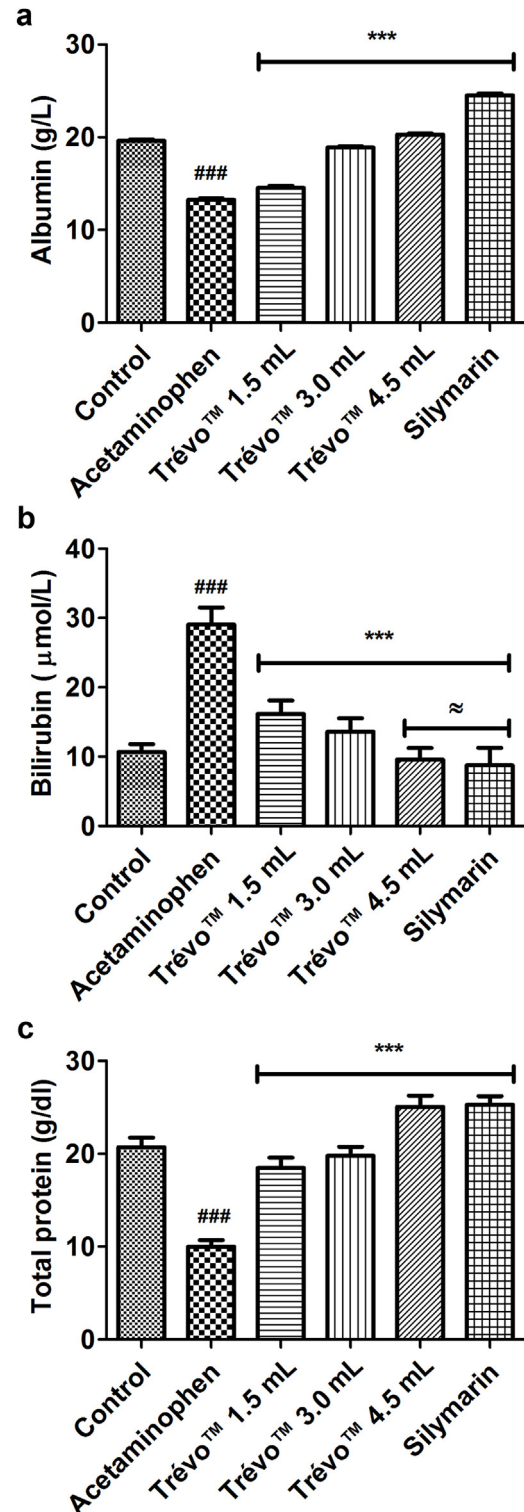 a
Albumin (g/L)
30
20
10
0
***
###
Control
Acetaminophen
Trévo™ 1.5 mL
Trévo™ 3.0 mL
Trévo™ 4.5 mL
Silymarin
b
Bilirubin ( μmol/L)
40
30
20
10
0
###
***
≈
Control
Acetaminophen
Trévo™ 1.5 mL
Trévo™ 3.0 mL
Trévo™ 4.5 mL
Silymarin
c
Total protein (g/dl)
30
20
10
0
***
###
Control
Acetaminophen
Trévo™ 1.5 mL
Trévo™ 3.0 mL
Trévo™ 4.5 mL
Silymarin